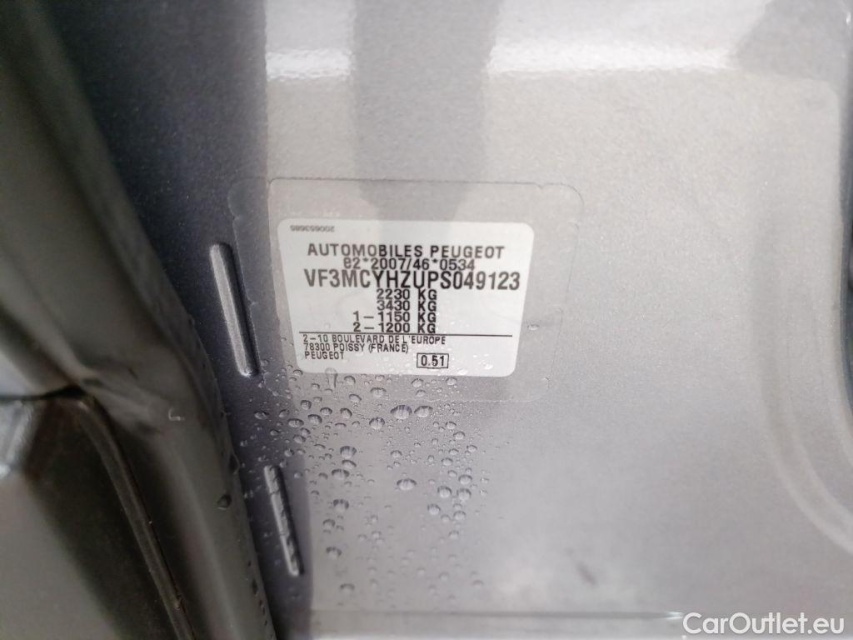 AUTOMOBILES PEUGEOT
e2*2007/46*0534
VF3MCYHZUPS049123
2230 KG
3430 KG
1-1150 KG
2-1200 KG
2-10 BOULEVARD DE L'EUROPE
78300 POISSY (FRANCE)
PEUGEOT
0.51
CarOutlet.eu